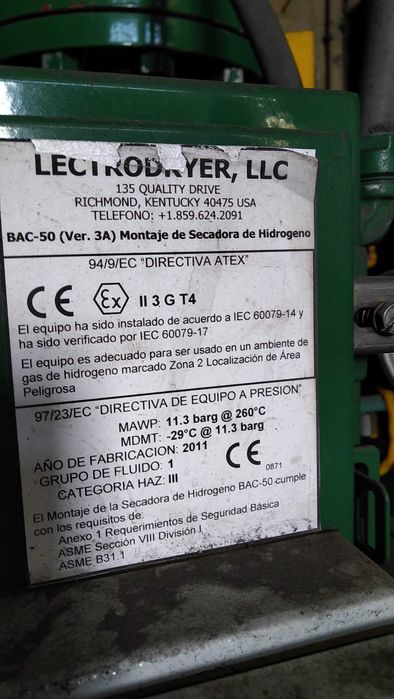 LECTRODRYER, LLC
135 QUALITY DRIVE
RICHMOND, KENTUCKY 40475 USA
TELEFONO: +1.859.624.2091
BAC-50 (Ver. 3A) Montaje de Secadora de Hidrogeno
94/9/EC "DIRECTIVA ATEX"
CE Ex II 3 G T4
El equipo ha sido instalado de acuerdo a IEC 60079-14 y
ha sido verificado por IEC 60079-17
El equipo es adecuado para ser usado en un ambiente de
gas de hidrogeno marcado Zona 2 Localización de Área
Peligrosa
97/23/EC "DIRECTIVA DE EQUIPO A PRESION"
MAWP: 11.3 barg @ 260°C
MDMT: -29°C @ 11.3 barg
AÑO DE FABRICACION: 2011
GRUPO DE FLUIDO: 1
CE 0871
CATEGORIA HAZ: III
El Montaje de la Secadora de Hidrogeno BAC-50 cumple
con los requisitos de:
Anexo 1 Requerimientos de Seguridad Básica
ASME Sección VIII División I
ASME B31.1